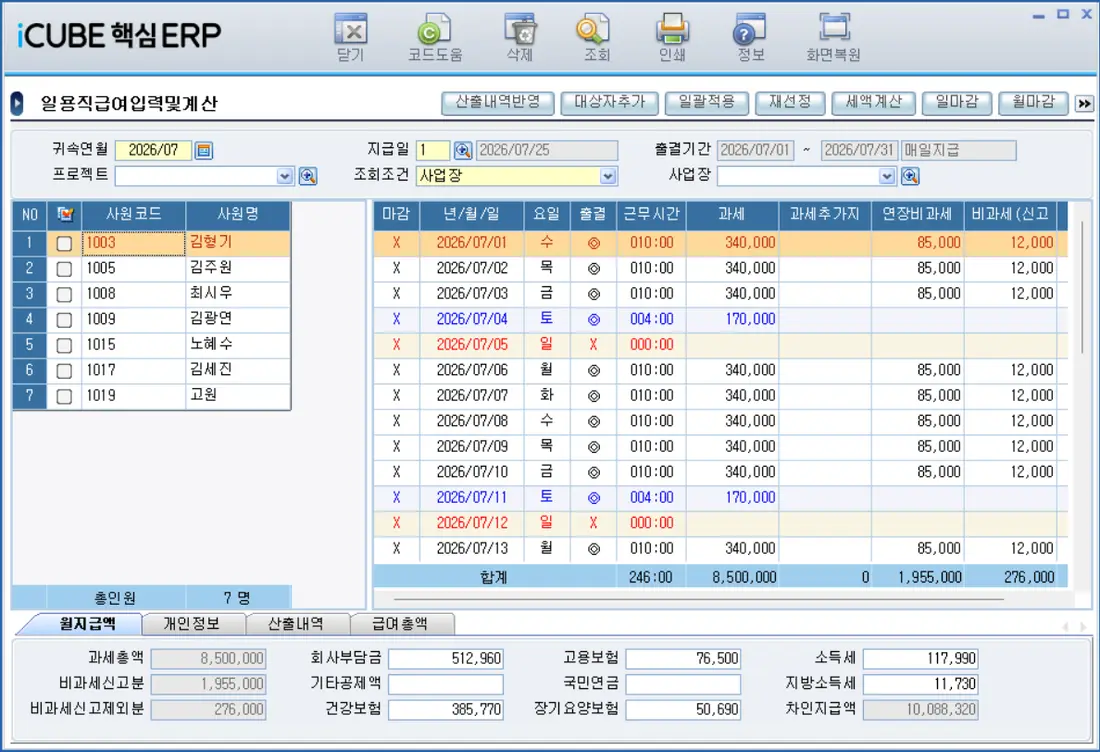 iCUBE 핵심ERP
닫기 코드도움 삭제 조회 인쇄 정보 화면복원
일용직급여입력및계산 산출내역반영 대상자추가 일괄적용 재선정 세액계산 일마감 월마감
귀속연월 2026/07 지급일 1 2026/07/25 출결기간 2026/07/01 ~ 2026/07/31 매일지급
프로젝트 조회조건 사업장 사업장
NO 사원코드 사원명
1 1003 김형기
2 1005 김주원
3 1008 최시우
4 1009 김광연
5 1015 노혜수
6 1017 김세진
7 1019 고원
총인원 7 명
마감 년/월/일 요일 출결 근무시간 과세 과세추가지 연장비과세 비과세(신고
X 2026/07/01 수 ◎ 010:00 340,000 85,000 12,000
X 2026/07/02 목 ◎ 010:00 340,000 85,000 12,000
X 2026/07/03 금 ◎ 010:00 340,000 85,000 12,000
X 2026/07/04 토 ◎ 004:00 170,000
X 2026/07/05 일 X 000:00
X 2026/07/06 월 ◎ 010:00 340,000 85,000 12,000
X 2026/07/07 화 ◎ 010:00 340,000 85,000 12,000
X 2026/07/08 수 ◎ 010:00 340,000 85,000 12,000
X 2026/07/09 목 ◎ 010:00 340,000 85,000 12,000
X 2026/07/10 금 ◎ 010:00 340,000 85,000 12,000
X 2026/07/11 토 ◎ 004:00 170,000
X 2026/07/12 일 X 000:00
X 2026/07/13 월 ◎ 010:00 340,000 85,000 12,000
합계 246:00 8,500,000 0 1,955,000 276,000
월지급액 개인정보 산출내역 급여총액
과세총액 8,500,000 회사부담금 512,960 고용보험 76,500 소득세 117,990
비과세신고분 1,955,000 기타공제액 국민연금 지방소득세 11,730
비과세신고제외분 276,000 건강보험 385,770 장기요양보험 50,690 차인지급액 10,088,320